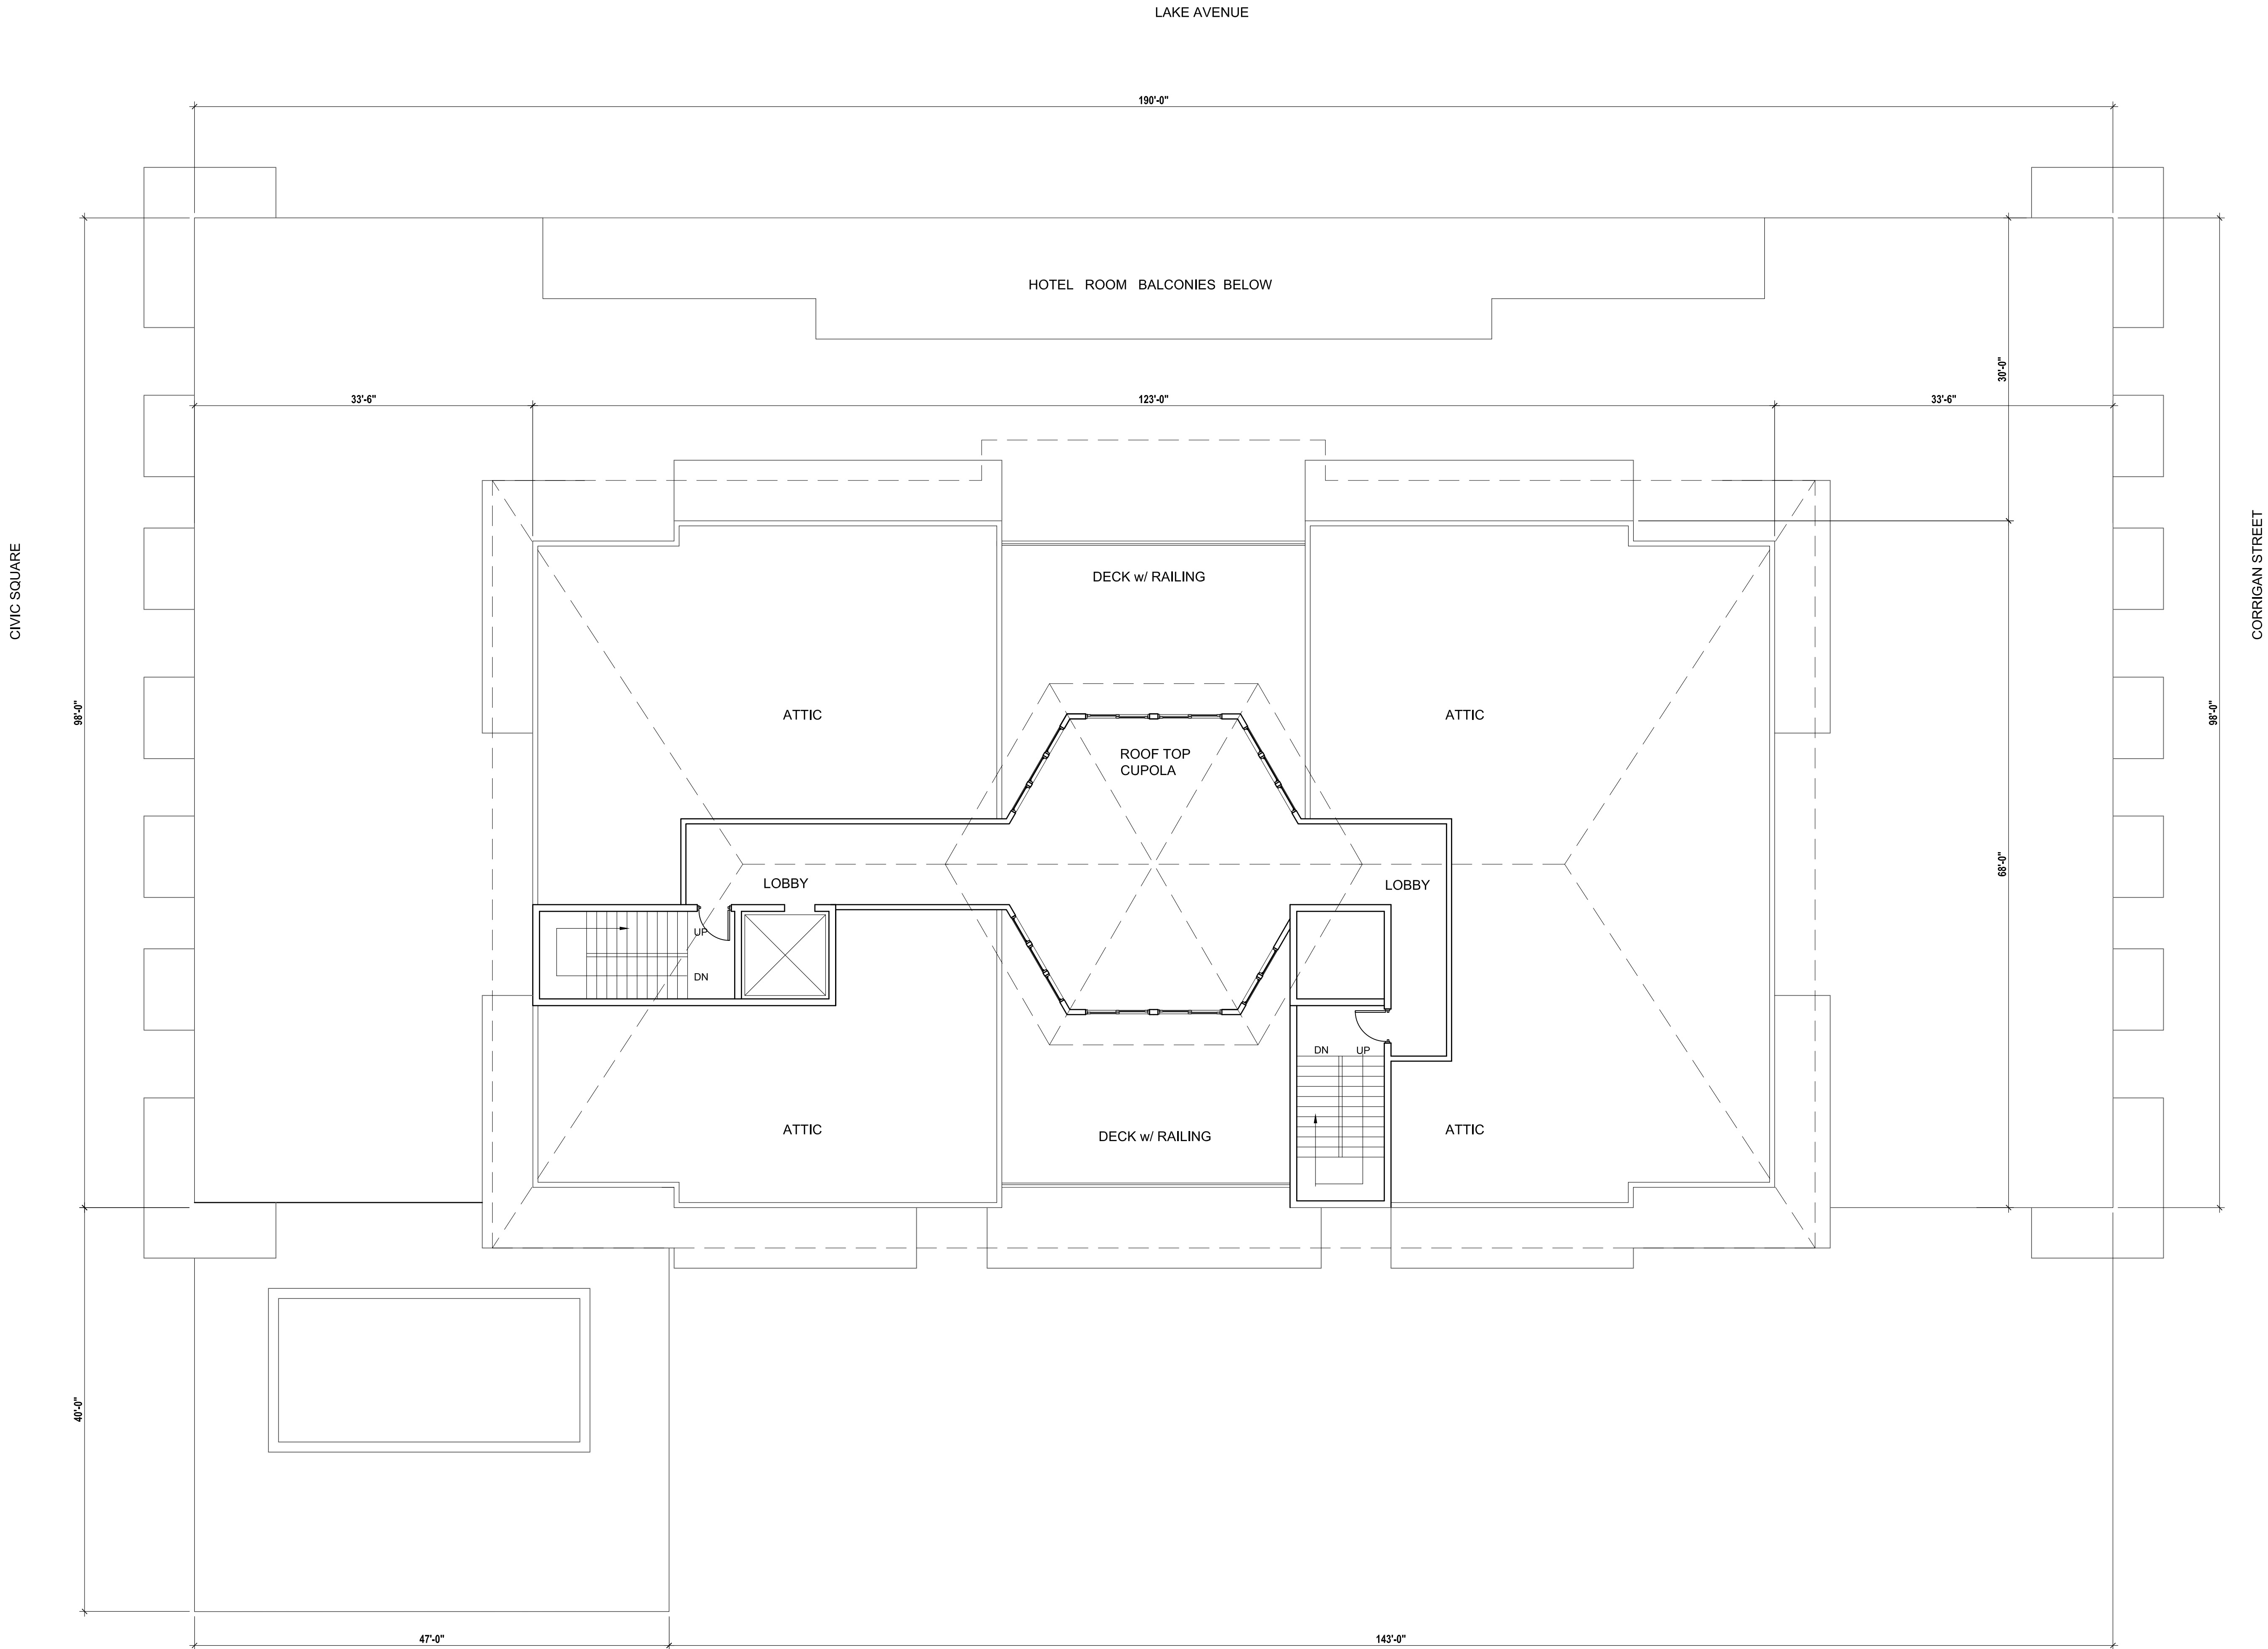 LAKE AVENUE
190'-0"
HOTEL ROOM BALCONIES BELOW
30'-0"
33'-6"
123'-0"
33'-6"
CIVIC SQUARE
CORRIGAN STREET
DECK w/ RAILING
98'-0"
ATTIC
ATTIC
98'-0"
ROOF TOP
CUPOLA
68'-0"
LOBBY
LOBBY
UP
DN
DN
UP
ATTIC
DECK w/ RAILING
ATTIC
40'-0"
47'-0"
143'-0"